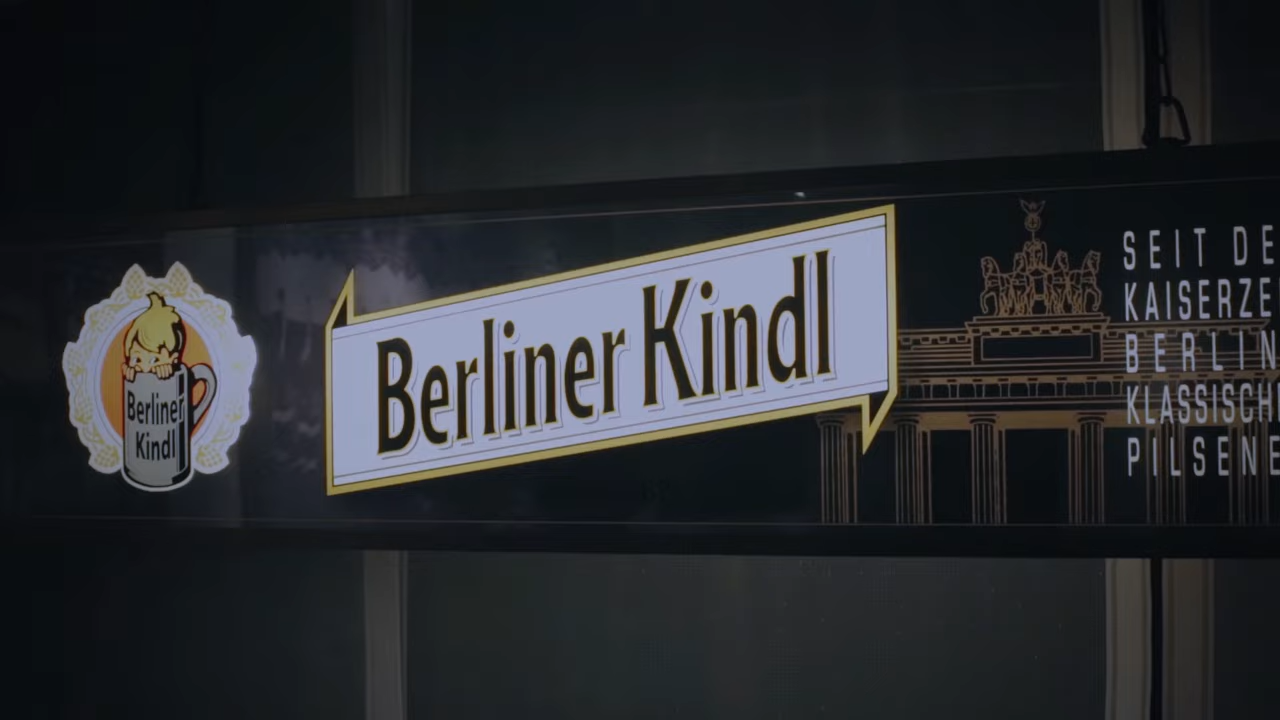 Berliner
Kindl
Berliner Kindl
SEIT DE
KAISERZE
BERLIN
KLASSISCH
PILSENE